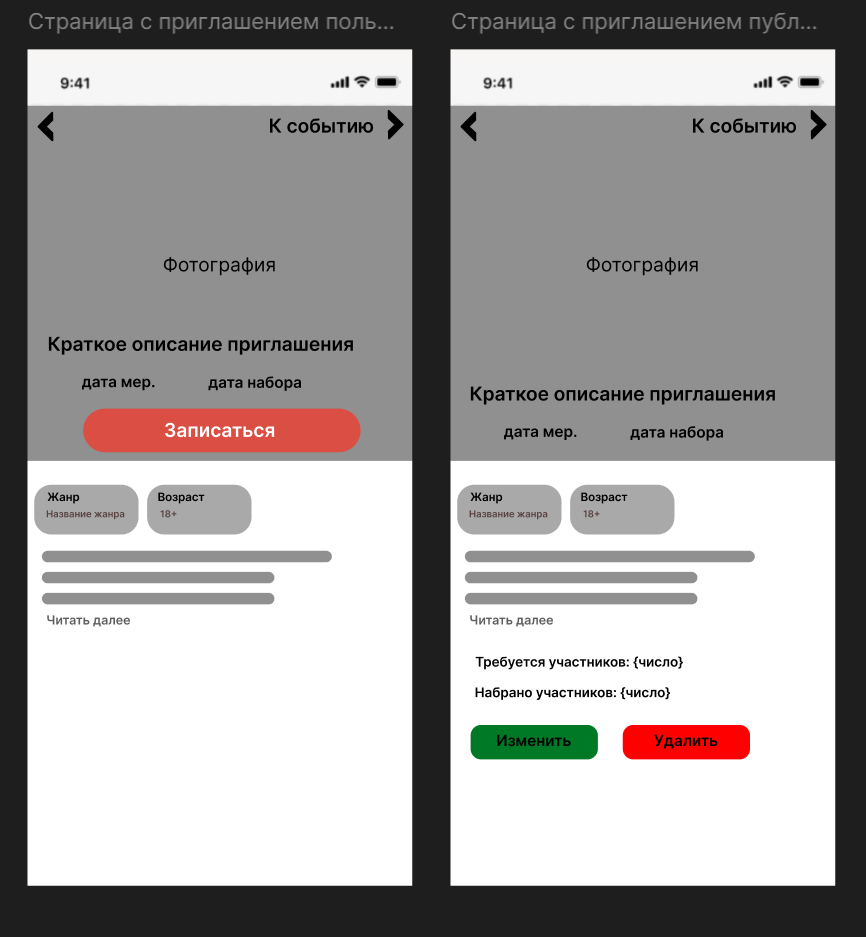 Страница с приглашением поль...
9:41
К событию
Фотография
Краткое описание приглашения
дата мер. дата набора
Записаться
Жанр Возраст
Название жанра 18+
Читать далее
Страница с приглашением публ...
9:41
К событию
Фотография
Краткое описание приглашения
дата мер. дата набора
Жанр Возраст
Название жанра 18+
Читать далее
Требуется участников: {число}
Набрано участников: {число}
Изменить Удалить